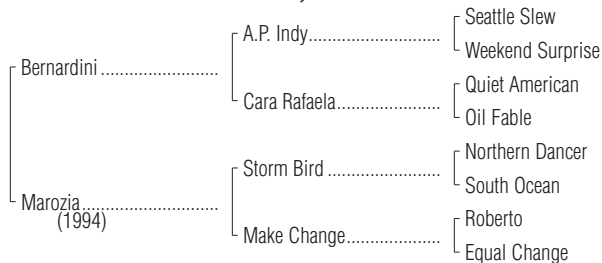 Seattle Slew
A.P. Indy
Weekend Surprise
Bernardini
Quiet American
Cara Rafaela
Oil Fable
Northern Dancer
Storm Bird
South Ocean
Marozia
(1994)
Roberto
Make Change
Equal Change